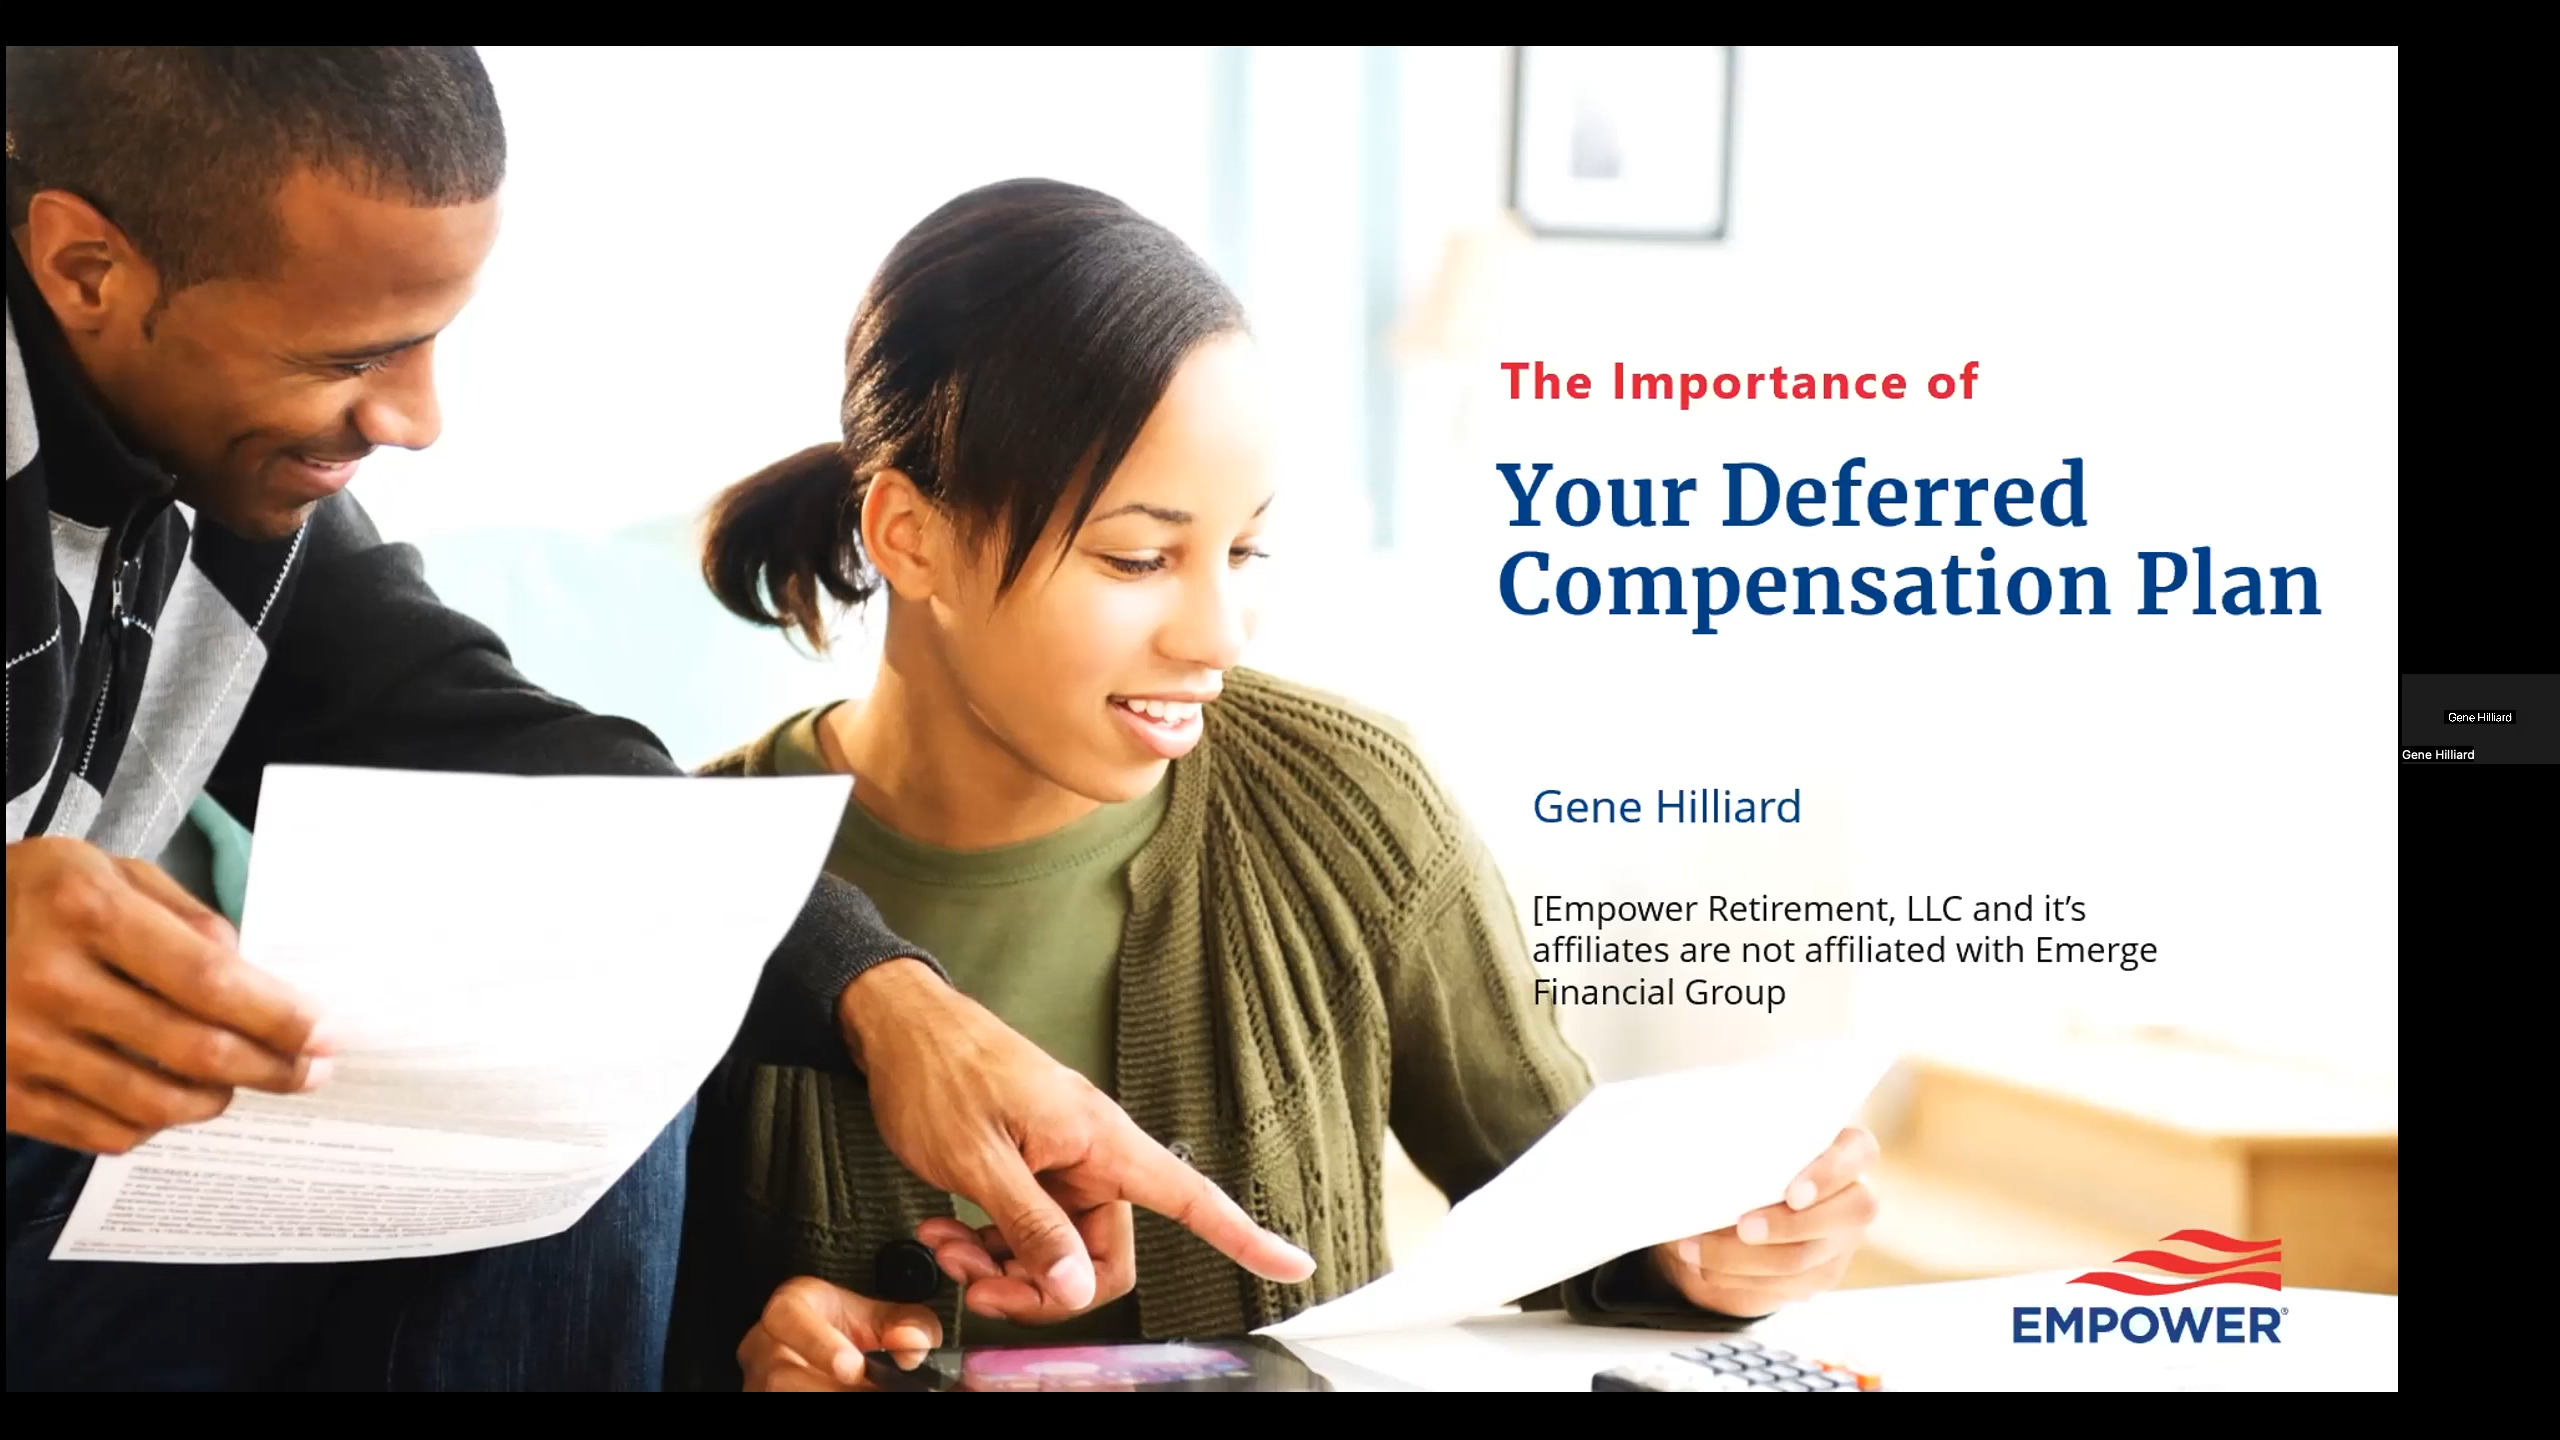 The Importance of
Your Deferred
Compensation Plan
Gene Hilliard
[Empower Retirement, LLC and it’s
affiliates are not affiliated with Emerge
Financial Group
EMPOWER®
Gene Hilliard
Gene Hilliard